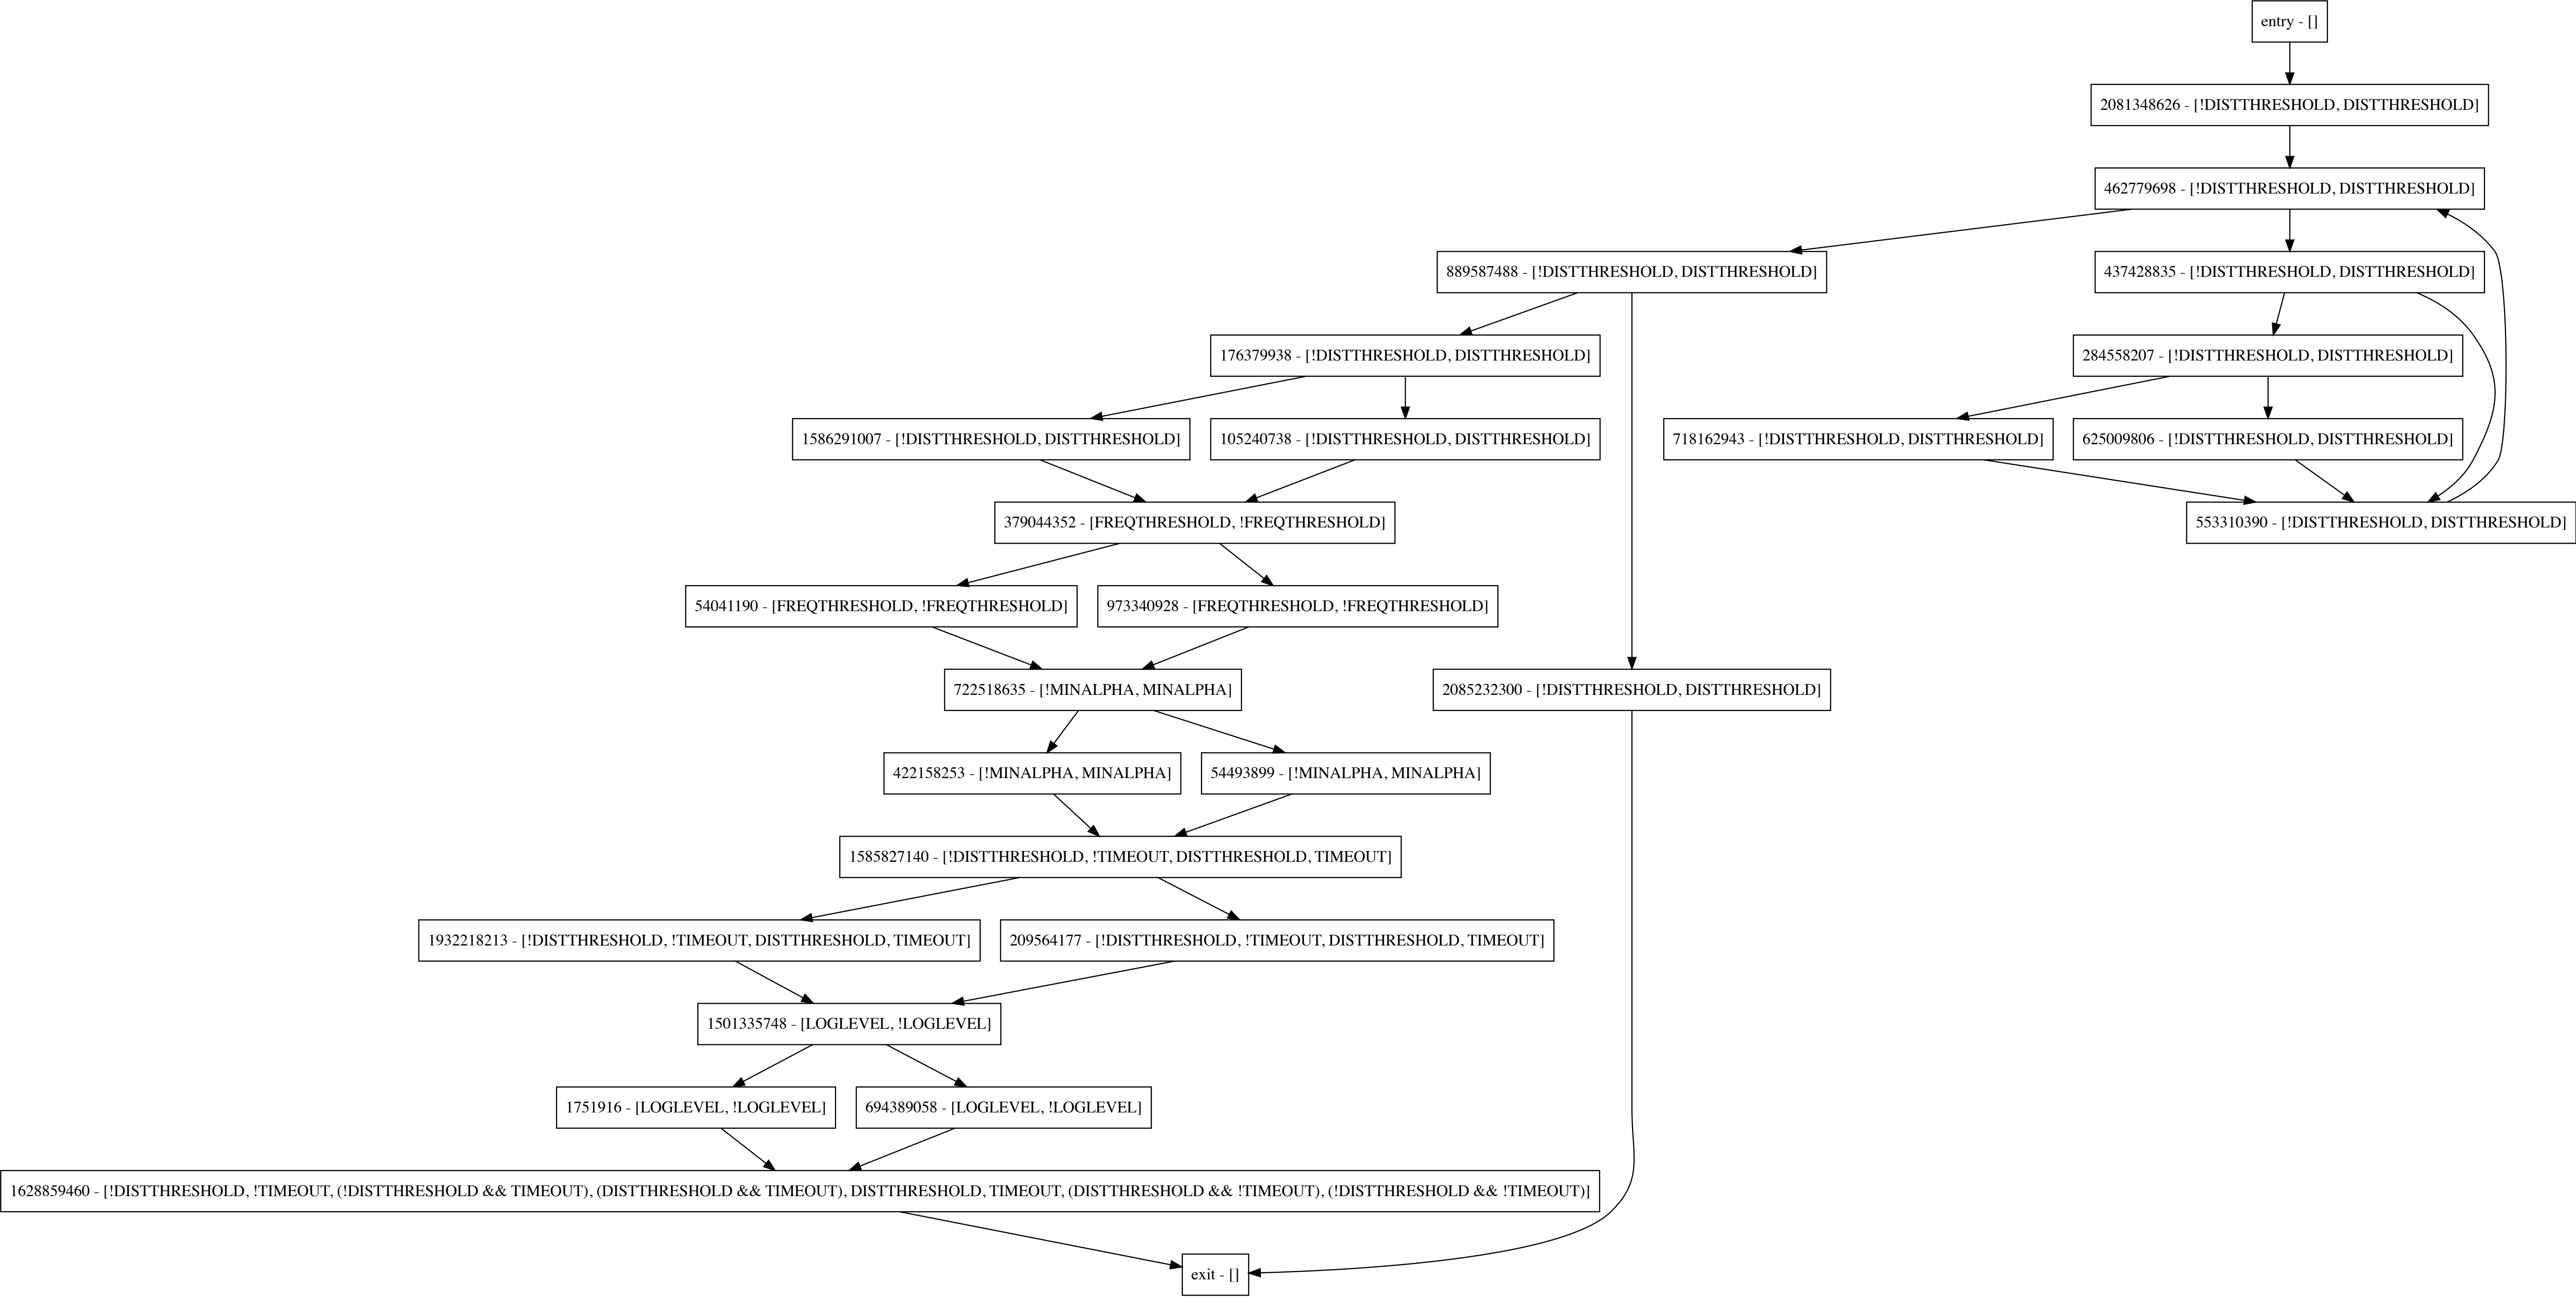 entry - []
2081348626 - [!DISTTHRESHOLD, DISTTHRESHOLD]
462779698 - [!DISTTHRESHOLD, DISTTHRESHOLD]
889587488 - [!DISTTHRESHOLD, DISTTHRESHOLD]
437428835 - [!DISTTHRESHOLD, DISTTHRESHOLD]
176379938 - [!DISTTHRESHOLD, DISTTHRESHOLD]
284558207 - [!DISTTHRESHOLD, DISTTHRESHOLD]
1586291007 - [!DISTTHRESHOLD, DISTTHRESHOLD]
105240738 - [!DISTTHRESHOLD, DISTTHRESHOLD]
718162943 - [!DISTTHRESHOLD, DISTTHRESHOLD]
625009806 - [!DISTTHRESHOLD, DISTTHRESHOLD]
379044352 - [FREQTHRESHOLD, !FREQTHRESHOLD]
553310390 - [!DISTTHRESHOLD, DISTTHRESHOLD]
54041190 - [FREQTHRESHOLD, !FREQTHRESHOLD]
973340928 - [FREQTHRESHOLD, !FREQTHRESHOLD]
722518635 - [!MINALPHA, MINALPHA]
2085232300 - [!DISTTHRESHOLD, DISTTHRESHOLD]
422158253 - [!MINALPHA, MINALPHA]
54493899 - [!MINALPHA, MINALPHA]
1585827140 - [!DISTTHRESHOLD, !TIMEOUT, DISTTHRESHOLD, TIMEOUT]
1932218213 - [!DISTTHRESHOLD, !TIMEOUT, DISTTHRESHOLD, TIMEOUT]
209564177 - [!DISTTHRESHOLD, !TIMEOUT, DISTTHRESHOLD, TIMEOUT]
1501335748 - [LOGLEVEL, !LOGLEVEL]
1751916 - [LOGLEVEL, !LOGLEVEL]
694389058 - [LOGLEVEL, !LOGLEVEL]
1628859460 - [!DISTTHRESHOLD, !TIMEOUT, (!DISTTHRESHOLD && TIMEOUT), (DISTTHRESHOLD && TIMEOUT), DISTTHRESHOLD, TIMEOUT, (DISTTHRESHOLD && !TIMEOUT), (!DISTTHRESHOLD && !TIMEOUT)]
exit - []